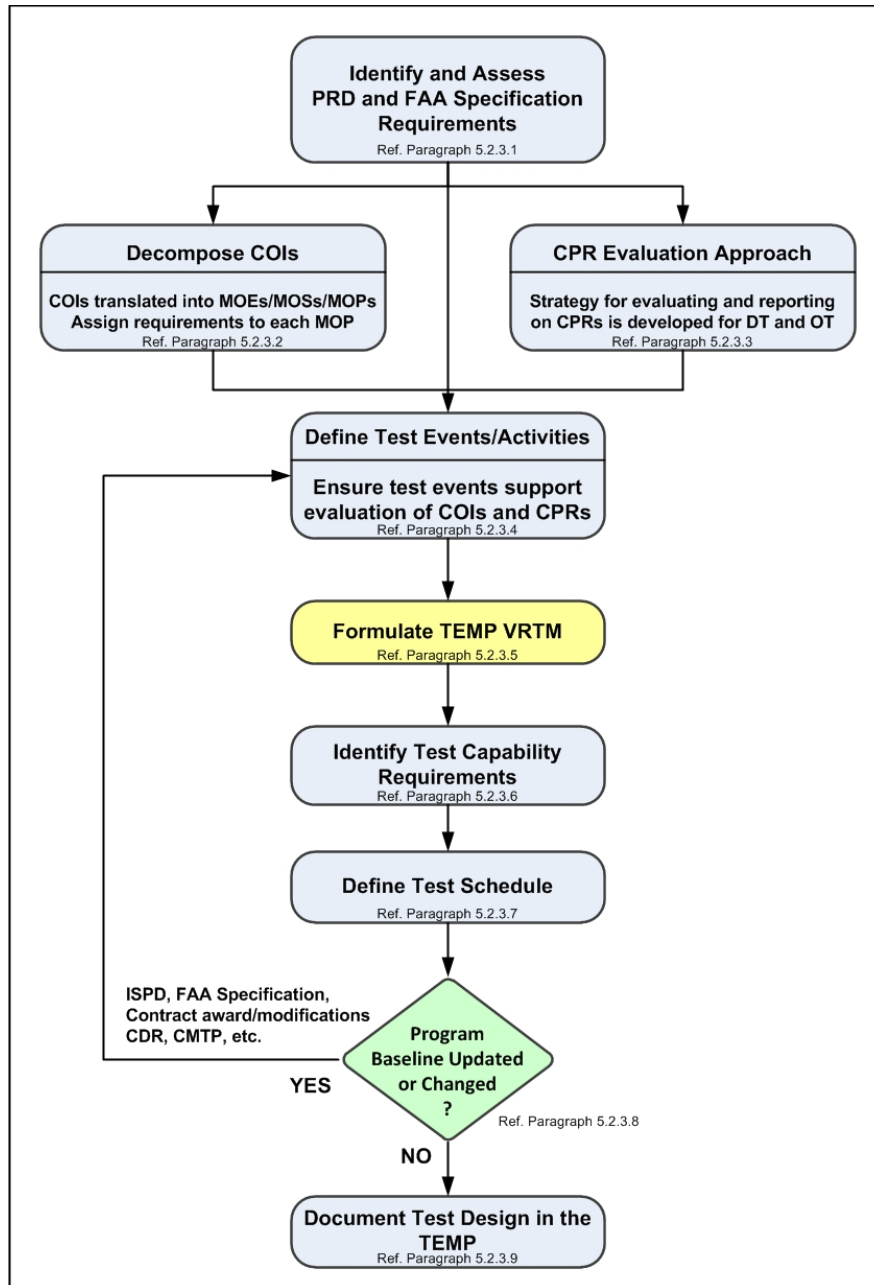 Identify and Assess
PRD and FAA Specification
Requirements
Ref. Paragraph 5.2.3.1
Decompose COIs
COIs translated into MOEs/MOSs/MOPs
Assign requirements to each MOP
Ref. Paragraph 5.2.3.2
CPR Evaluation Approach
Strategy for evaluating and reporting
on CPRs is developed for DT and OT
Ref. Paragraph 5.2.3.3
Define Test Events/Activities
Ensure test events support
evaluation of COIs and CPRs
Ref. Paragraph 5.2.3.4
Formulate TEMP VRTM
Ref. Paragraph 5.2.3.5
Identify Test Capability
Requirements
Ref. Paragraph 5.2.3.6
Define Test Schedule
Ref. Paragraph 5.2.3.7
ISPD, FAA Specification,
Contract award/modifications
CDR, CMTP, etc.
YES
Program
Baseline Updated
or Changed
?
Ref. Paragraph 5.2.3.8
NO
Document Test Design in the
TEMP
Ref. Paragraph 5.2.3.9